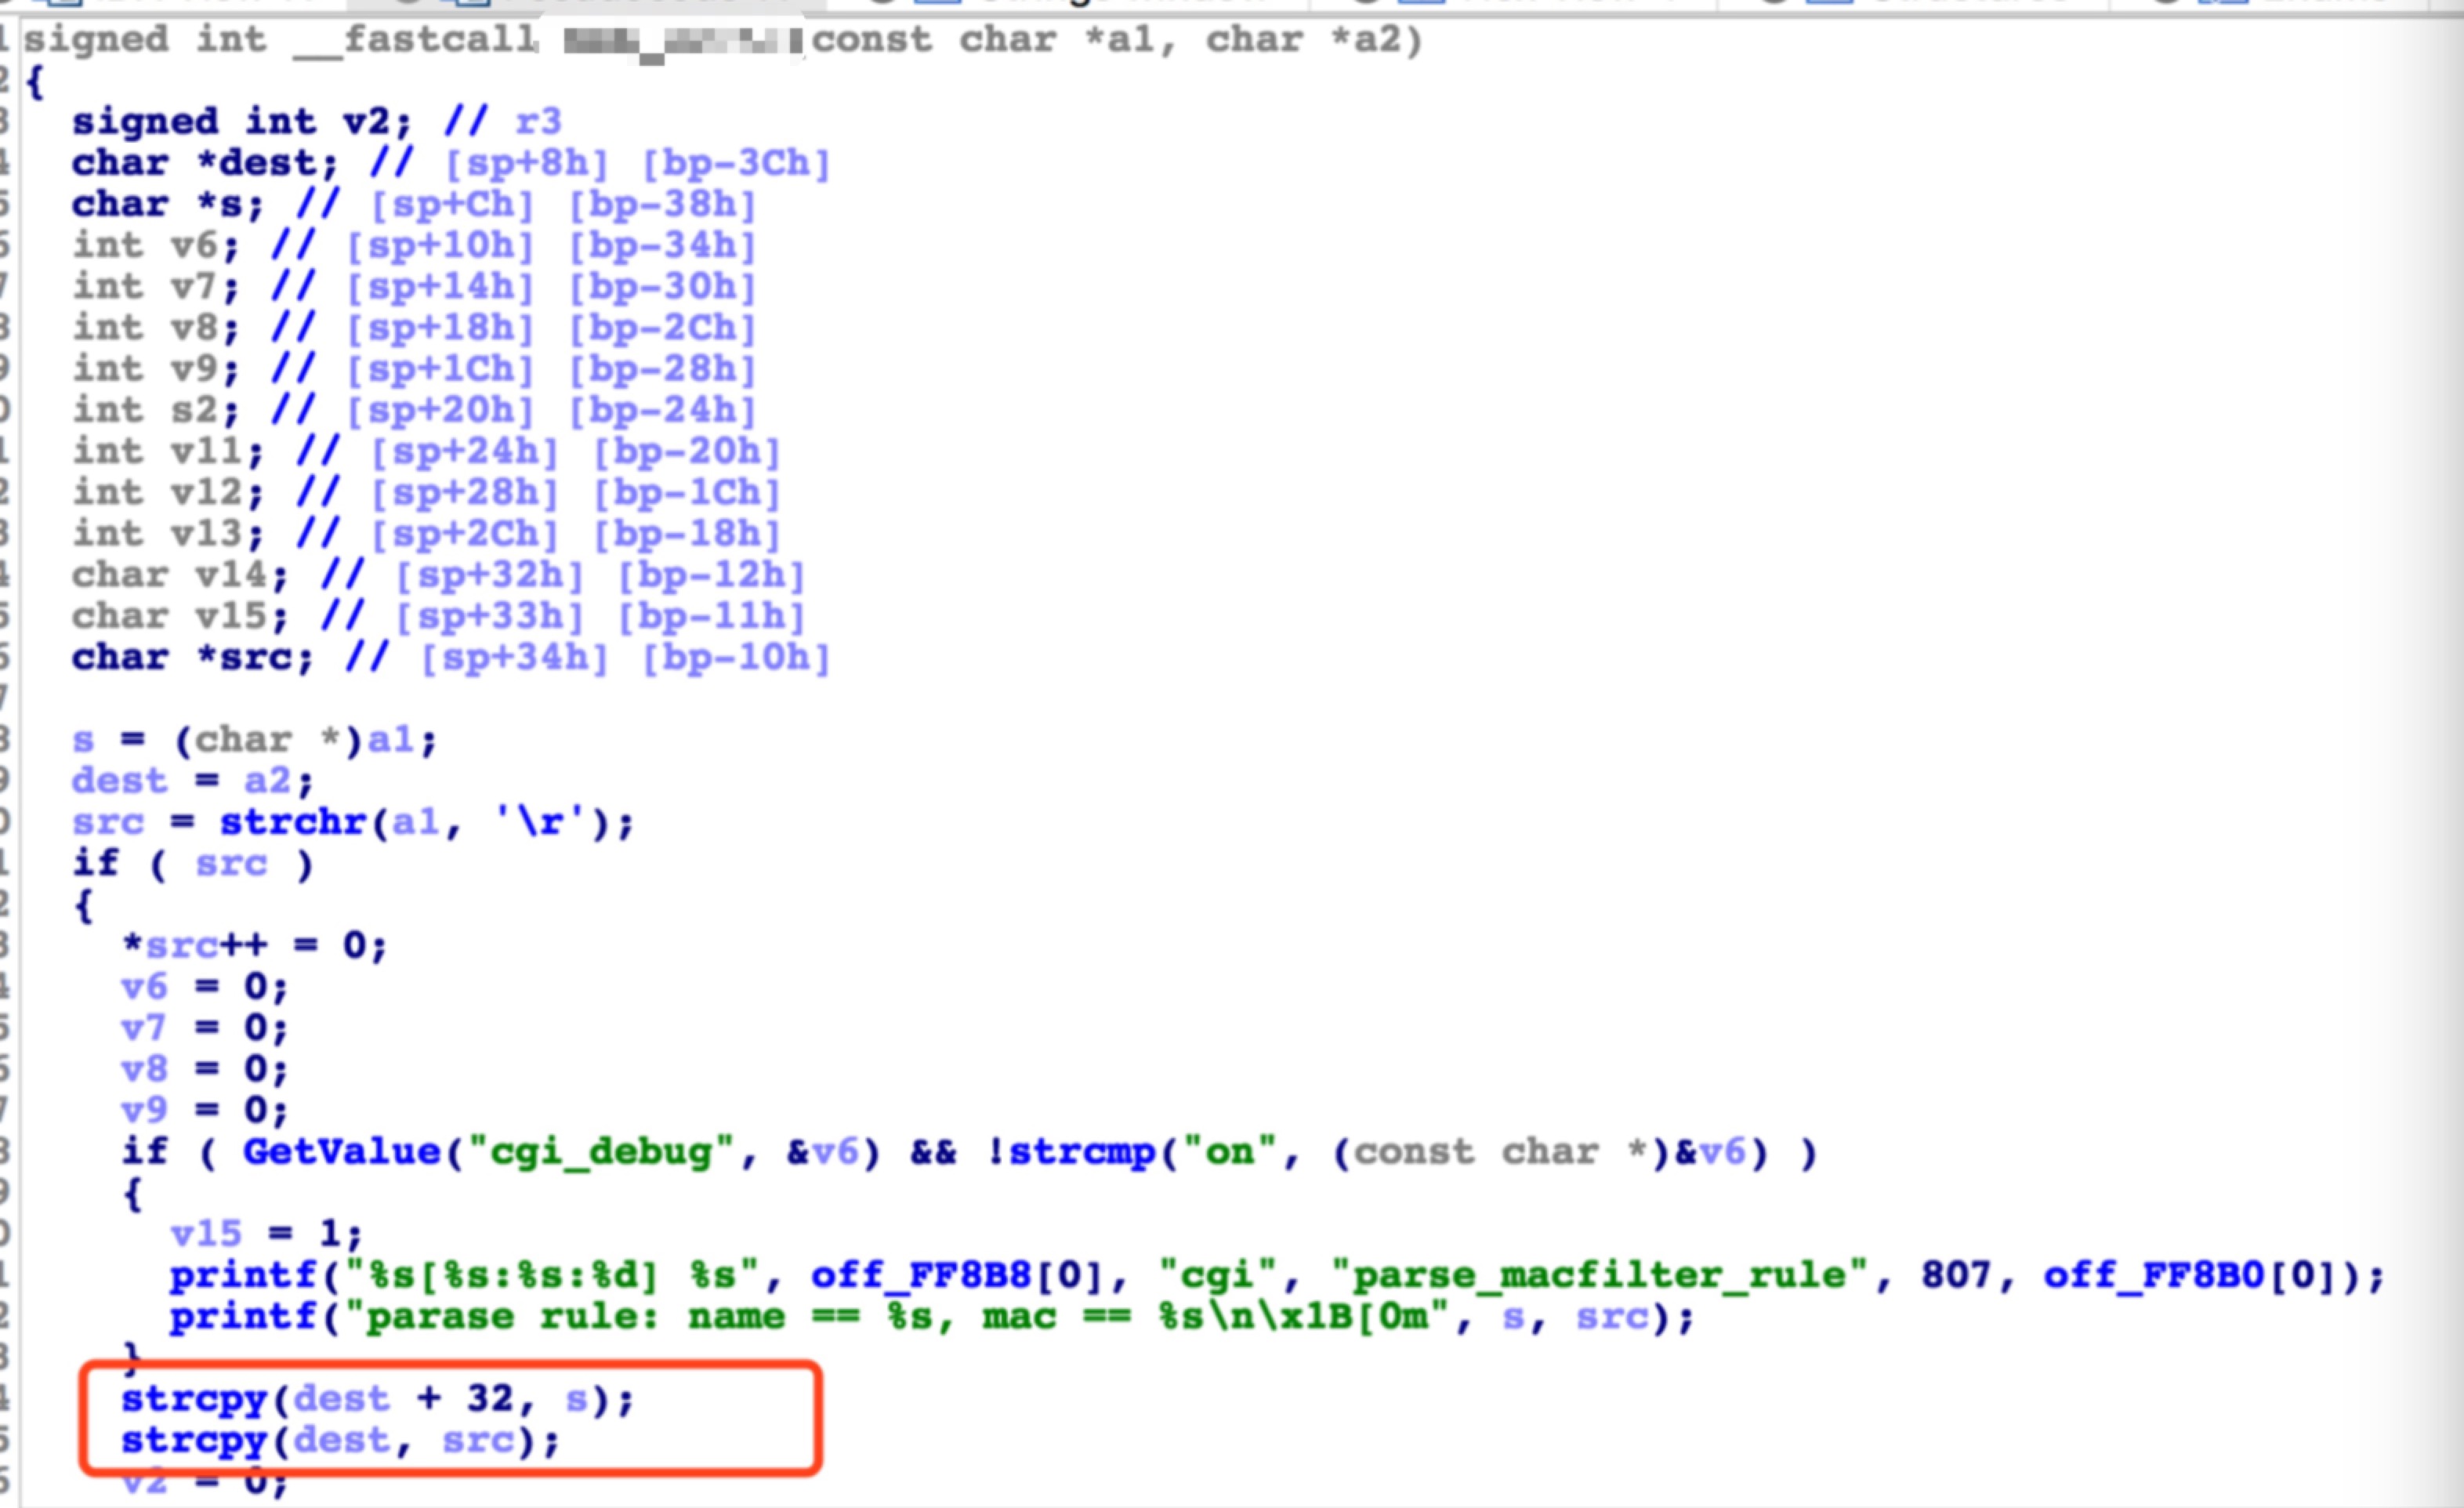 signed int __fastcall const char *a1, char *a2)
{
signed int v2; // r3
char *dest; // [sp+8h] [bp-3Ch]
char *s; // [sp+Ch] [bp-38h]
int v6; // [sp+10h] [bp-34h]
int v7; // [sp+14h] [bp-30h]
int v8; // [sp+18h] [bp-2Ch]
int v9; // [sp+1Ch] [bp-28h]
int s2; // [sp+20h] [bp-24h]
int v11; // [sp+24h] [bp-20h]
int v12; // [sp+28h] [bp-1Ch]
int v13; // [sp+2Ch] [bp-18h]
char v14; // [sp+32h] [bp-12h]
char v15; // [sp+33h] [bp-11h]
char *src; // [sp+34h] [bp-10h]
s = (char *)a1;
dest = a2;
src = strchr(a1, '\r');
if ( src )
{
*src++ = 0;
v6 = 0;
v7 = 0;
v8 = 0;
v9 = 0;
if ( GetValue("cgi_debug", &v6) && !strcmp("on", (const char *)&v6) )
{
v15 = 1;
printf("%s[%s:%s:%d] %s", off_FF8B8[0], "cgi", "parse_macfilter_rule", 807, off_FF8B0[0]);
printf("parase rule: name == %s, mac == %s\n\x1B[0m", s, src);
}
strcpy(dest + 32, s);
strcpy(dest, src);
v2 = 0;